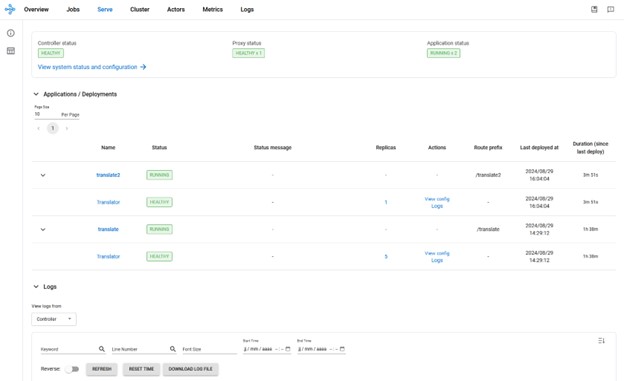 Overview Jobs Serve Cluster Actors Metrics Logs
Controller status Proxy status Application status
HEALTHY HEALTHY x 1 RUNNING x 2
View system status and configuration
Applications / Deployments
Page Size
10 Per Page
1
Name Status Status message Replicas Actions Route prefix Last deployed at Duration (since last deploy)
translate3 RUNNING - - - /translate3 2024/08/29 16:04:04 3m 51s
Translator HEALTHY - 1 View config Logs - 2024/08/29 16:04:04 3m 51s
translate RUNNING - - - /translate 2024/08/29 14:29:12 1h 38m
Translator HEALTHY - 5 View config Logs - 2024/08/29 14:29:12 1h 38m
Logs
View logs from:
Controller
Start Time End Time
Keyword Line Number Font Size
Reverse: REFRESH RESET TIME DOWNLOAD LOG FILE